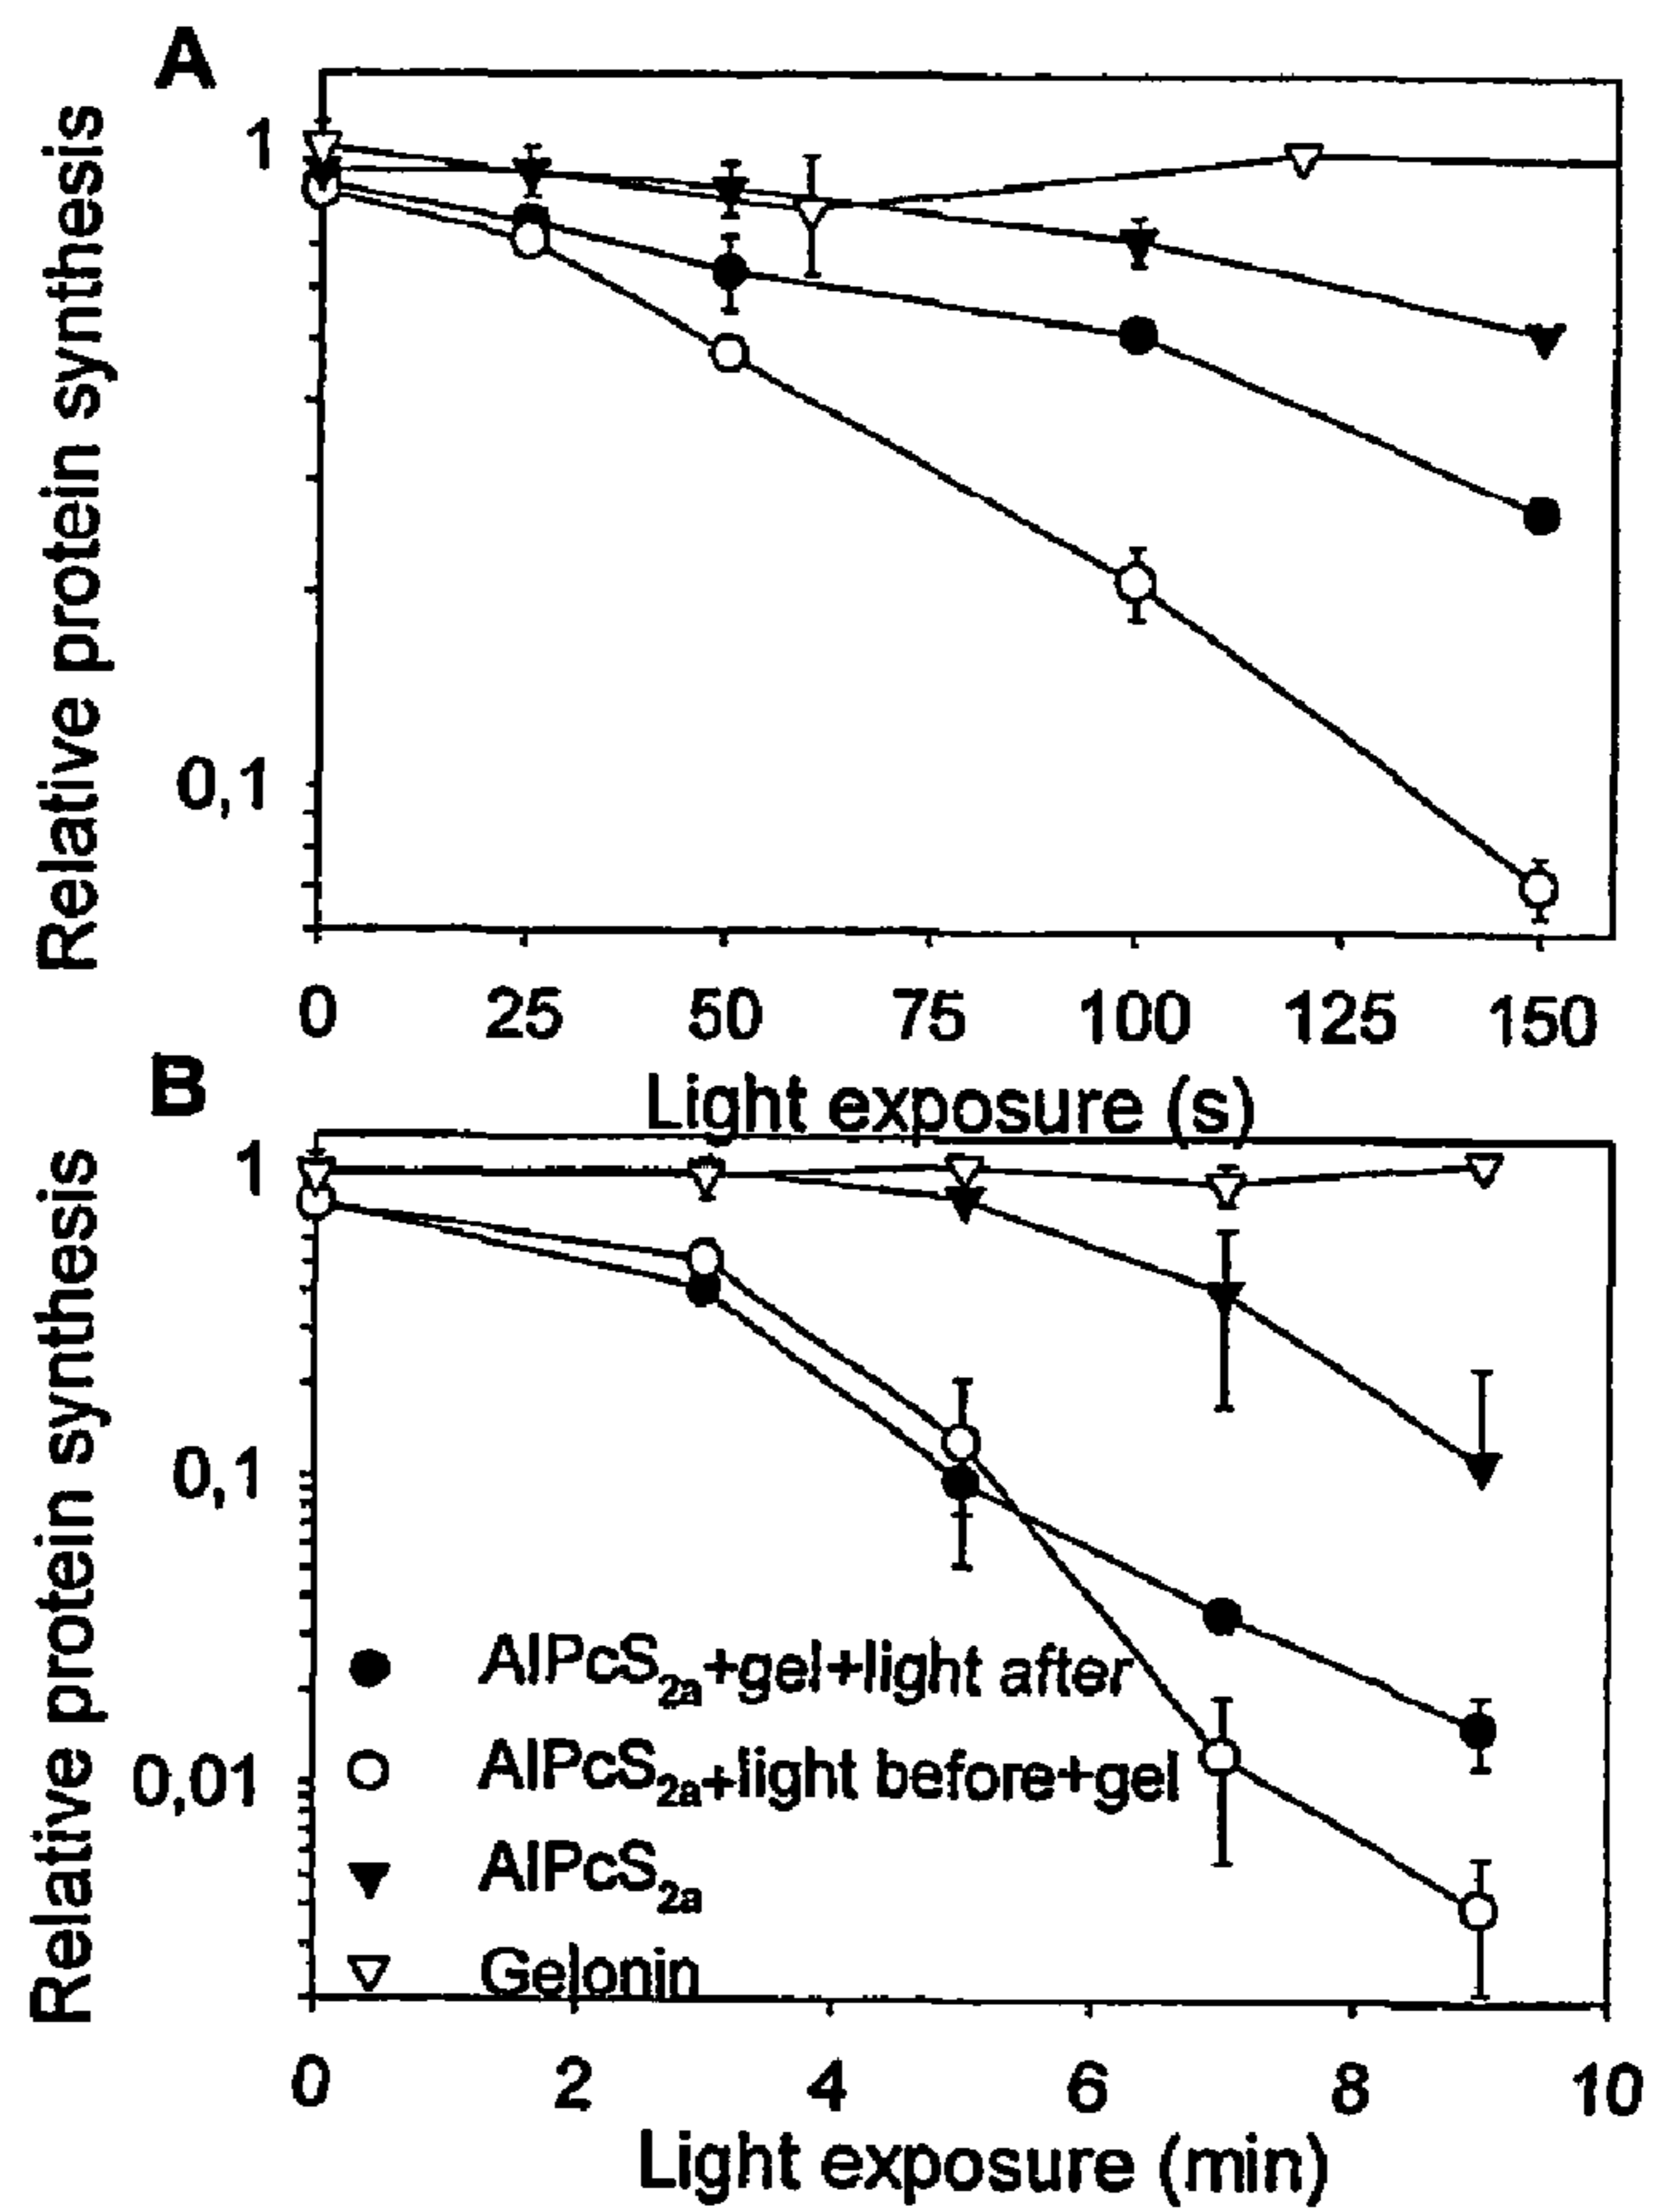 A
Relative protein synthesis
1
0,1
0 25 50 75 100 125 150
Light exposure (s)
B
Relative protein synthesis
1
0,1
0,01
AlPcS2a+gel+light after
AlPcS2a+light before+gel
AlPcS2a
Gelonin
0 2 4 6 8 10
Light exposure (min)